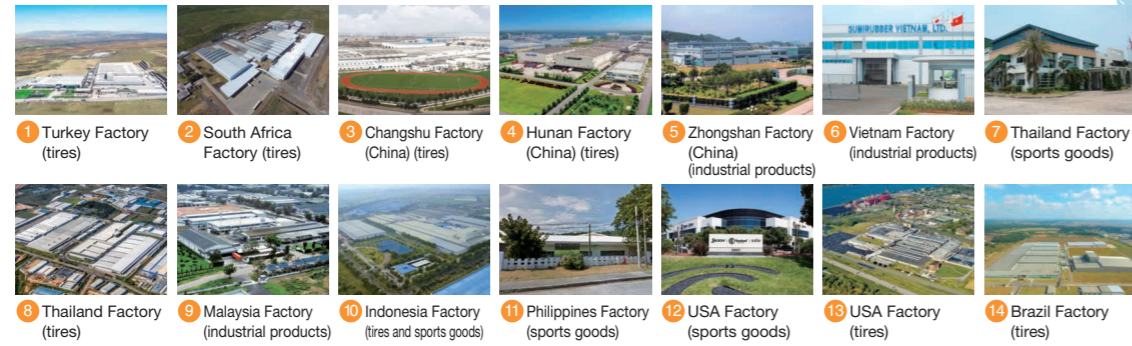 SUMIRUBBER VIETNAM, LTD.
1 Turkey Factory
(tires)
2 South Africa
Factory (tires)
3 Changshu Factory
(China) (tires)
4 Hunan Factory
(China) (tires)
5 Zhongshan Factory
(China)
(industrial products)
6 Vietnam Factory
(industrial products)
7 Thailand Factory
(sports goods)
8 Thailand Factory
(tires)
9 Malaysia Factory
(industrial products)
10 Indonesia Factory
(tires and sports goods)
11 Philippines Factory
(sports goods)
12 USA Factory
(sports goods)
13 USA Factory
(tires)
14 Brazil Factory
(tires)